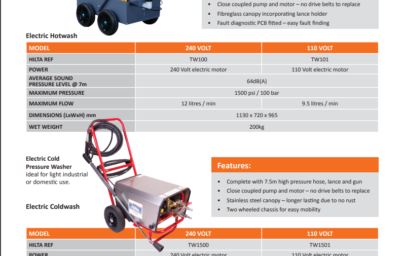 • Close coupled pump and motor – no drive belts to replace
• Fibreglass canopy incorporating lance holder
• Fault diagnostic PCB fitted – easy fault finding
Electric Hotwash
MODEL 240 VOLT 110 VOLT
HILTA REF TW100 TW101
POWER 240 Volt electric motor 110 Volt electric motor
AVERAGE SOUND
PRESSURE LEVEL @ 7m 64dB(A)
MAXIMUM PRESSURE 1500 psi / 100 bar
MAXIMUM FLOW 12 litres / min 9.5 litres / min
DIMENSIONS (LxWxH) mm 1130 x 720 x 965
WET WEIGHT 200kg
Electric Cold
Pressure Washer
Ideal for light industrial
or domestic use.
Features:
• Complete with 7.5m high pressure hose, lance and gun
• Close coupled pump and motor – no drive belts to replace
• Stainless steel canopy – longer lasting due to no rust
• Two wheeled chassis for easy mobility
Electric Coldwash
MODEL 240 VOLT 110 VOLT
HILTA REF TW1500 TW1501
POWER 240 Volt electric motor 110 Volt electric motor